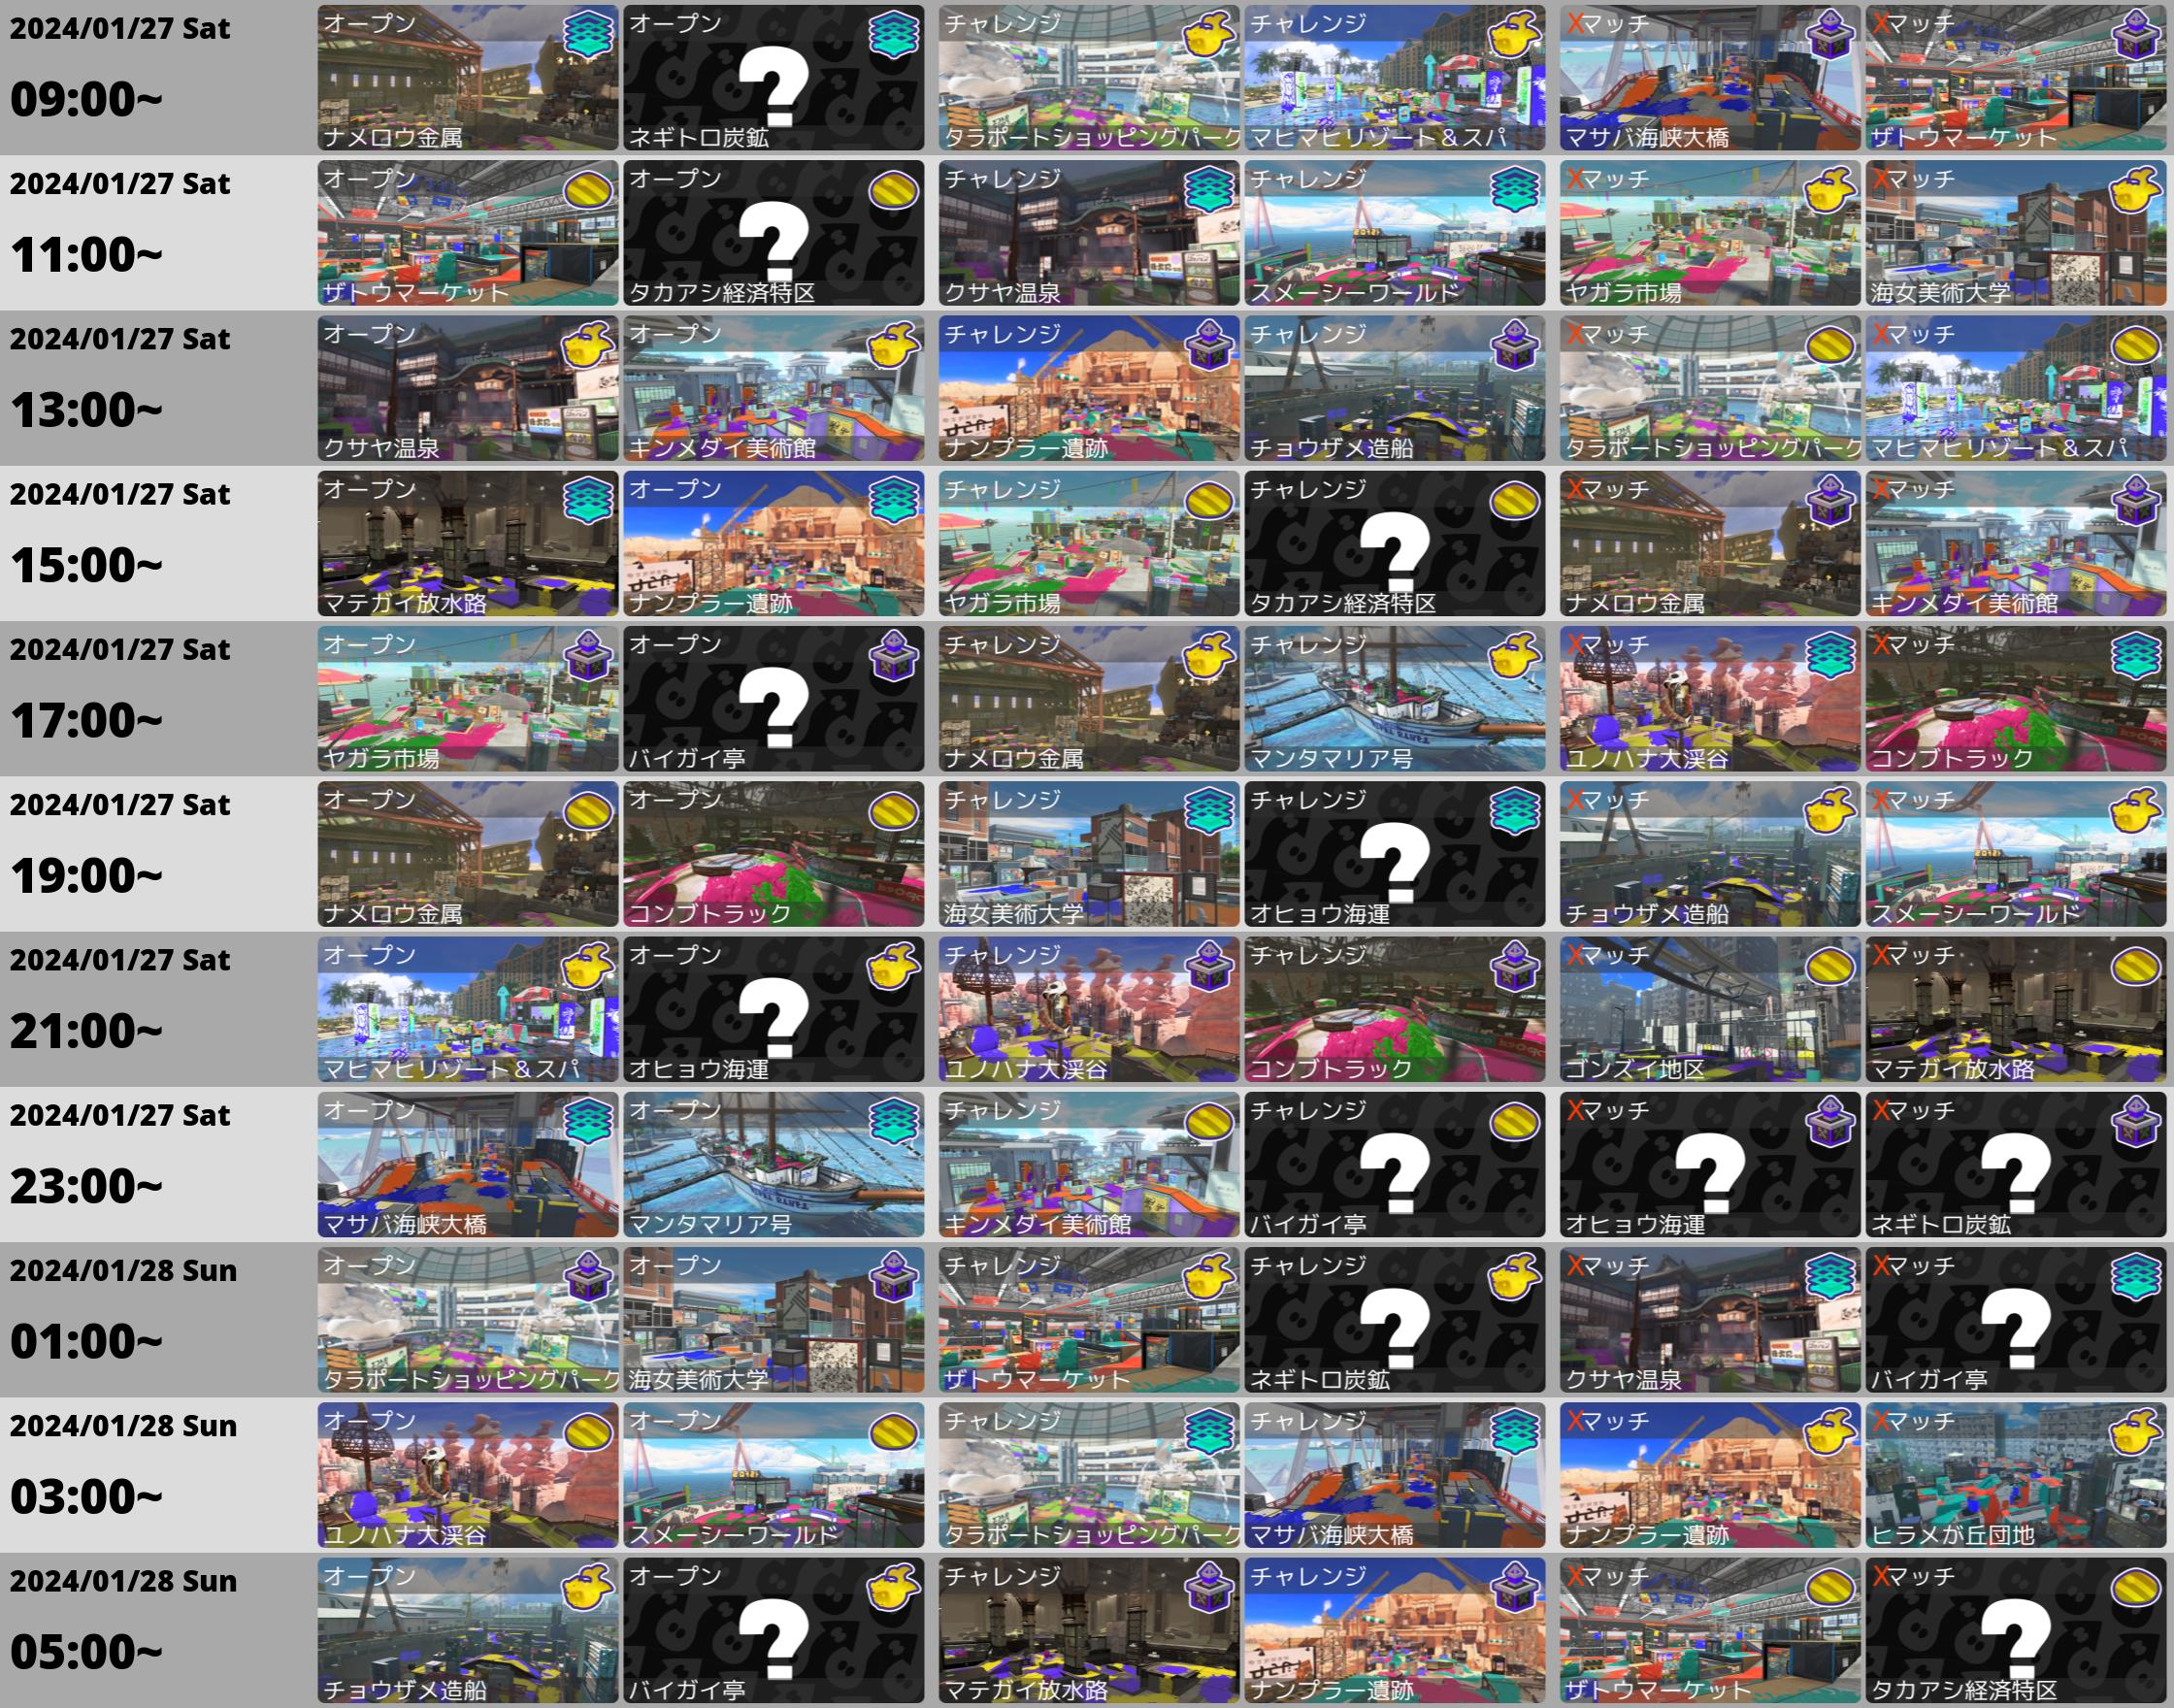 2024/01/27 Sat
09:00~
オープン
ナメロウ金属
オープン
ネギトロ炭鉱
チャレンジ
タラポートショッピングパーク
チャレンジ
マヒマヒリゾート＆スパ
Xマッチ
マサバ海峡大橋
Xマッチ
ザトウマーケット
2024/01/27 Sat
11:00~
オープン
ザトウマーケット
オープン
タカアシ経済特区
チャレンジ
クサヤ温泉
チャレンジ
スメーシーワールド
Xマッチ
ヤガラ市場
Xマッチ
海女美術大学
2024/01/27 Sat
13:00~
オープン
クサヤ温泉
オープン
キンメダイ美術館
チャレンジ
ナンプラー遺跡
チャレンジ
チョウザメ造船
Xマッチ
タラポートショッピングパーク
Xマッチ
マヒマヒリゾート＆スパ
2024/01/27 Sat
15:00~
オープン
マテガイ放水路
オープン
ナンプラー遺跡
チャレンジ
ヤガラ市場
チャレンジ
タカアシ経済特区
Xマッチ
ナメロウ金属
Xマッチ
キンメダイ美術館
2024/01/27 Sat
17:00~
オープン
ヤガラ市場
オープン
バイガイ亭
チャレンジ
ナメロウ金属
チャレンジ
マンタマリア号
Xマッチ
ユノハナ大渓谷
Xマッチ
コンブトラック
2024/01/27 Sat
19:00~
オープン
ナメロウ金属
オープン
コンブトラック
チャレンジ
海女美術大学
チャレンジ
オヒョウ海運
Xマッチ
チョウザメ造船
Xマッチ
スメーシーワールド
2024/01/27 Sat
21:00~
オープン
マヒマヒリゾート＆スパ
オープン
オヒョウ海運
チャレンジ
ユノハナ大渓谷
チャレンジ
コンブトラック
Xマッチ
ゴンズイ地区
Xマッチ
マテガイ放水路
2024/01/27 Sat
23:00~
オープン
マサバ海峡大橋
オープン
マンタマリア号
チャレンジ
キンメダイ美術館
チャレンジ
バイガイ亭
Xマッチ
オヒョウ海運
Xマッチ
ネギトロ炭鉱
2024/01/28 Sun
01:00~
オープン
タラポートショッピングパーク
オープン
海女美術大学
チャレンジ
ザトウマーケット
チャレンジ
ネギトロ炭鉱
Xマッチ
クサヤ温泉
Xマッチ
バイガイ亭
2024/01/28 Sun
03:00~
オープン
ユノハナ大渓谷
オープン
スメーシーワールド
チャレンジ
タラポートショッピングパーク
チャレンジ
マサバ海峡大橋
Xマッチ
ナンプラー遺跡
Xマッチ
ヒラメが丘団地
2024/01/28 Sun
05:00~
オープン
チョウザメ造船
オープン
バイガイ亭
チャレンジ
マテガイ放水路
チャレンジ
ナンプラー遺跡
Xマッチ
ザトウマーケット
Xマッチ
タカアシ経済特区